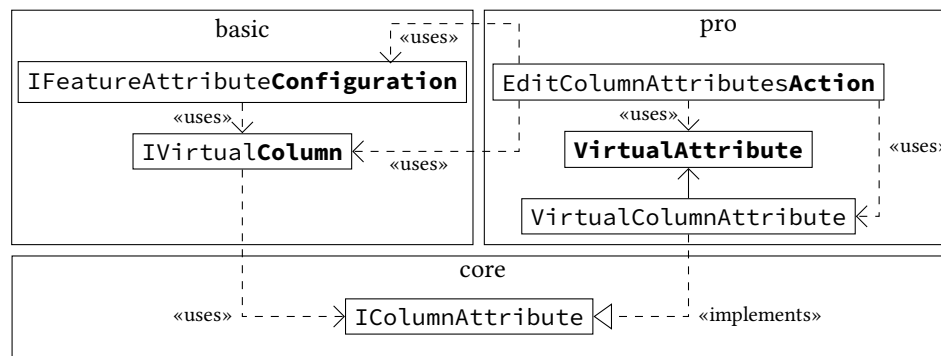 basic
pro
«uses»
IFeatureAttributeConfiguration
EditColumnAttributesAction
«uses»
«uses»
IVirtualColumn
VirtualAttribute
«uses»
«uses»
VirtualColumnAttribute
core
«uses»
IColumnAttribute
«implements»